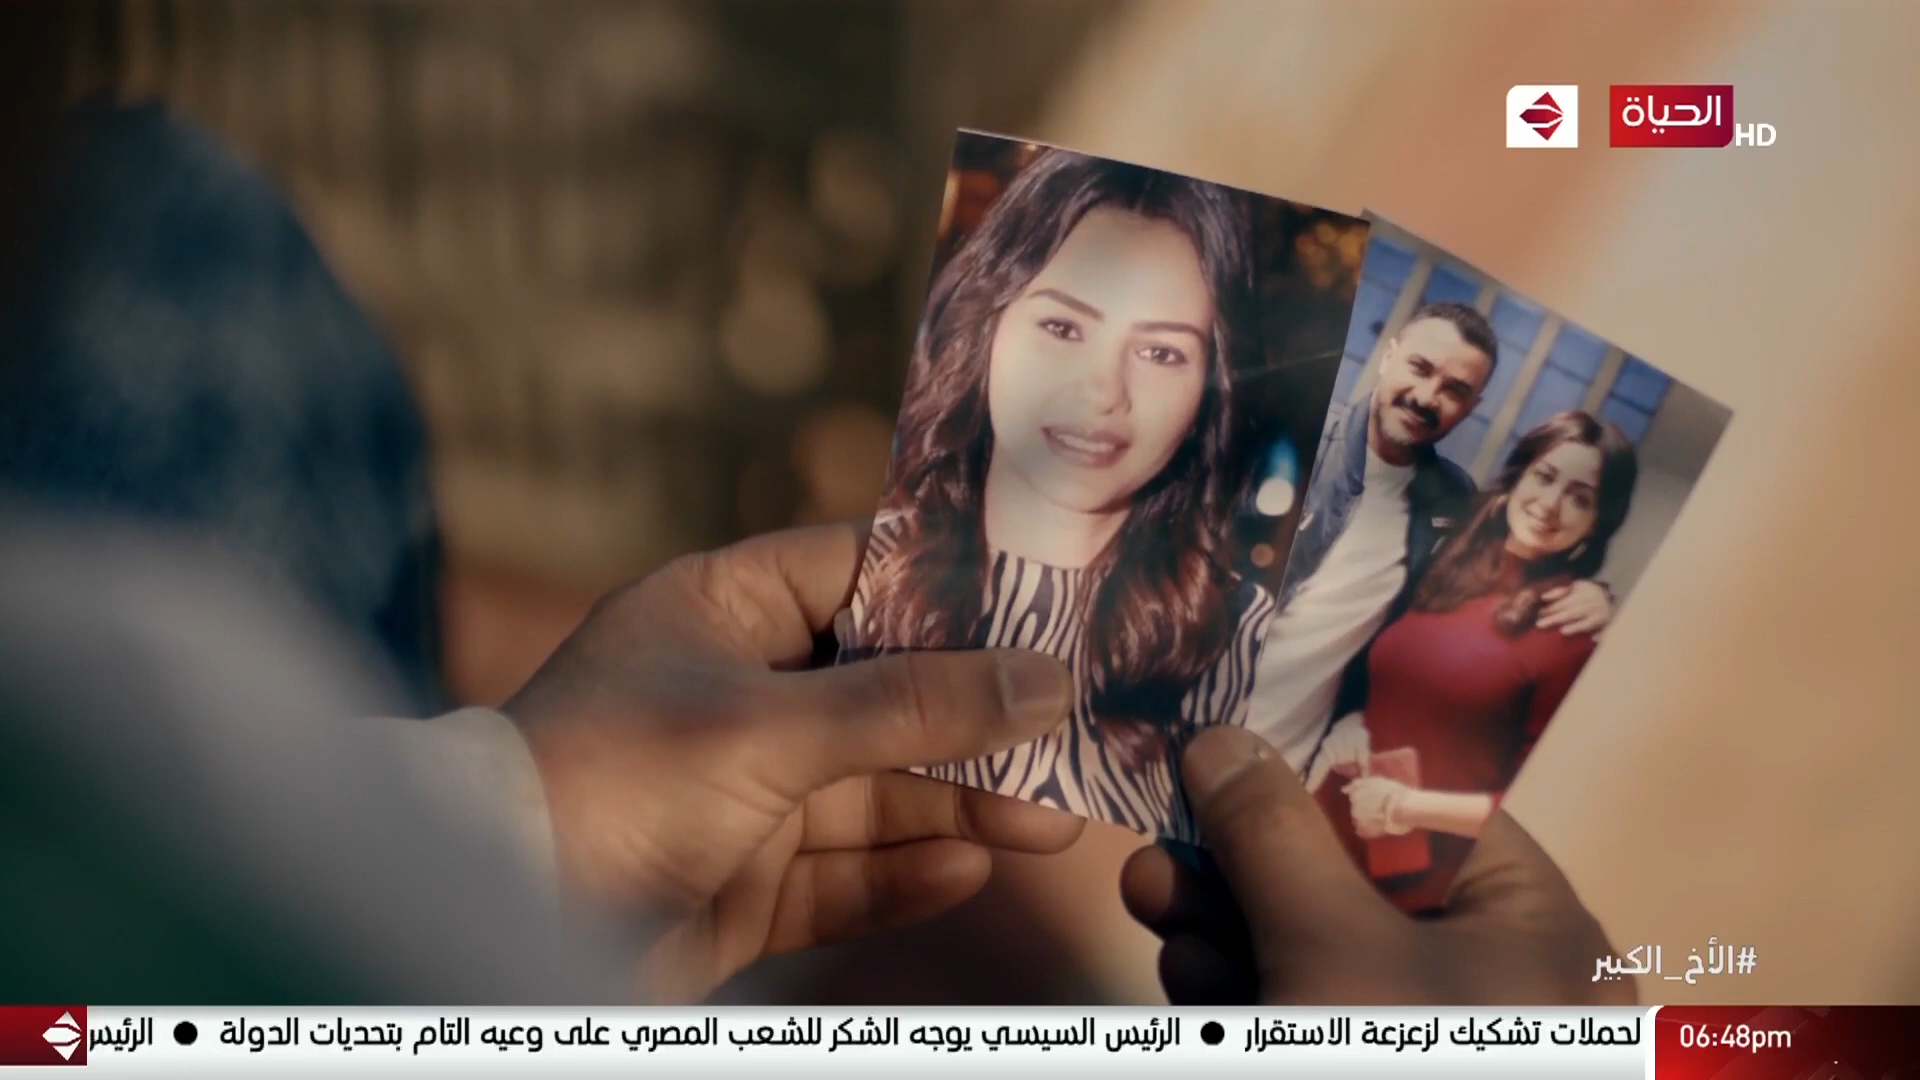 الحياة
HD
#الأخ_الكبير
لحملات تشكيك لزعزعة الاستقرار ● الرئيس السيسي يوجه الشكر للشعب المصري على وعيه التام بتحديات الدولة ● الرئيس
06:48pm